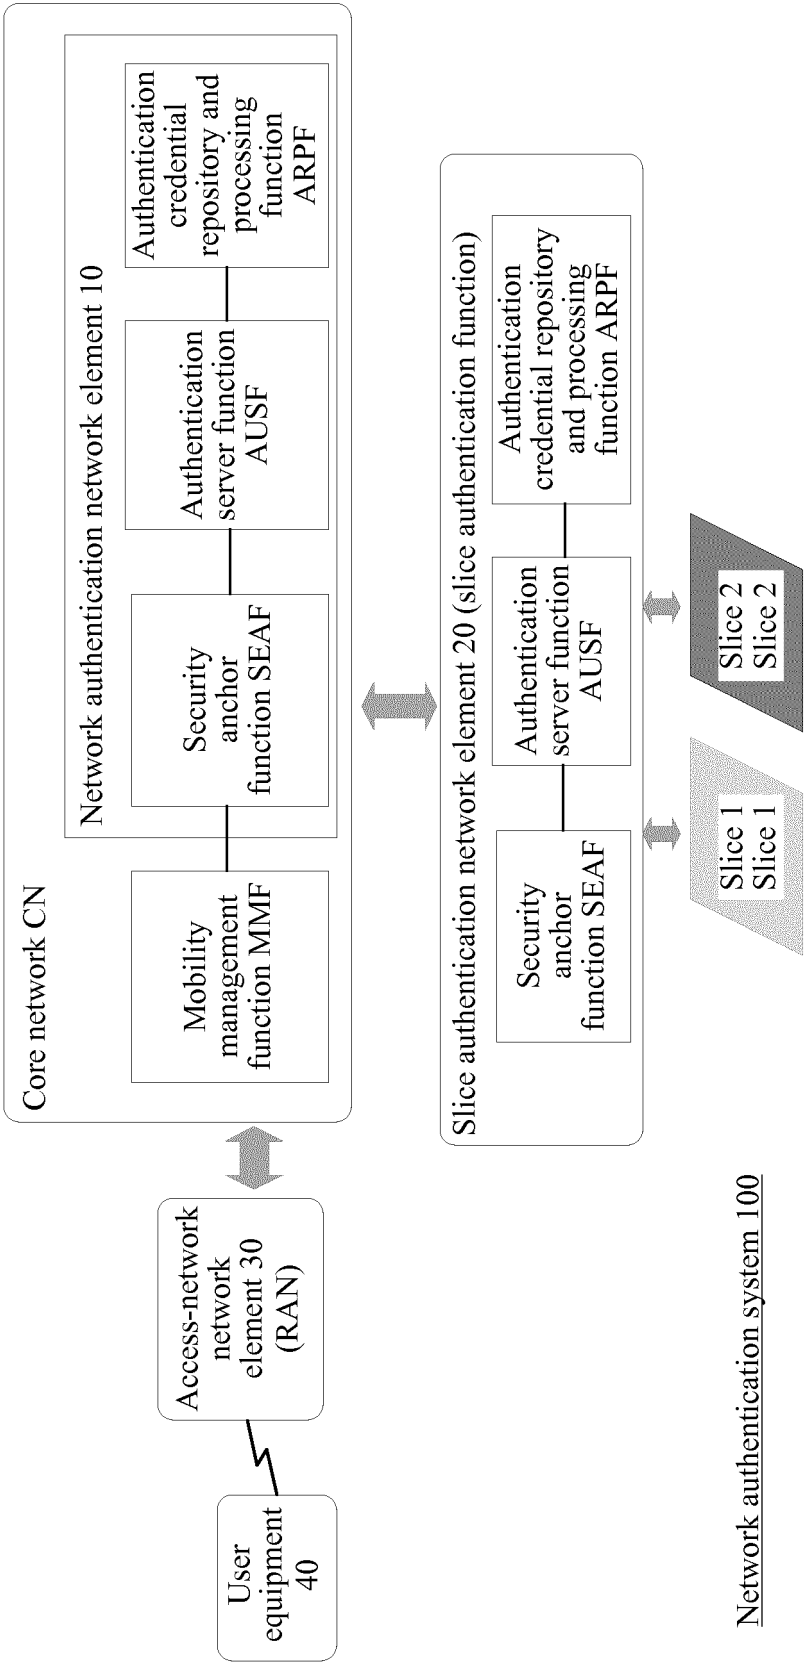 Core network CN
Network authentication network element 10
Mobility
management
function MMF
Security
anchor
function SEAF
Authentication
server function
AUSF
Authentication
credential
repository and
processing
function
ARPF
User
equipment
40
Access-network
network
element 30
(RAN)
Slice authentication network element 20 (slice authentication function)
Security
anchor
function SEAF
Authentication
server function
AUSF
Authentication
credential repository
and processing
function ARPF
Slice 1
Slice 1
Slice 2
Slice 2
Network authentication system 100